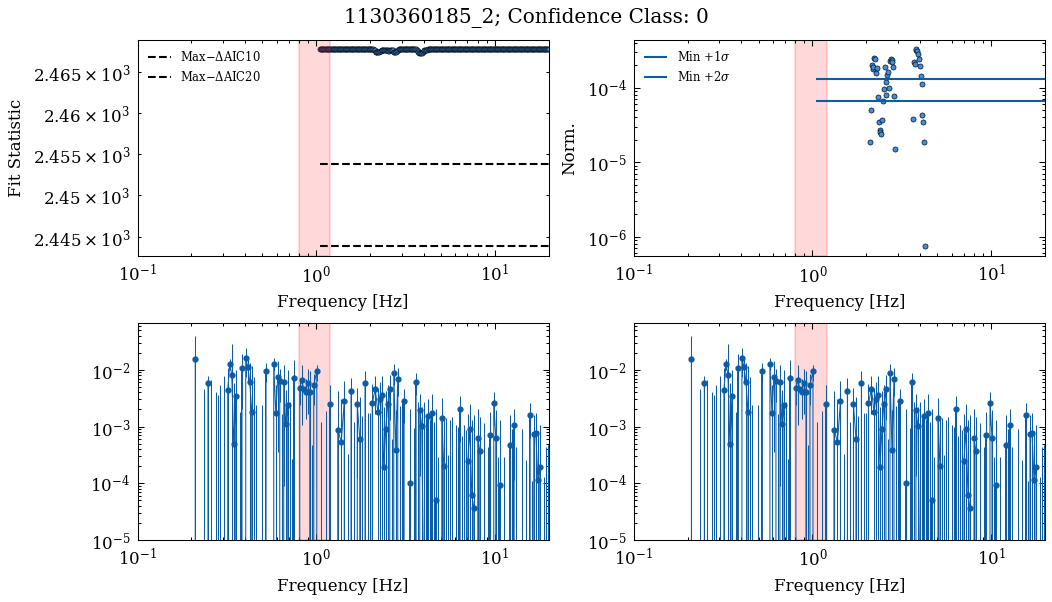 1130360185_2; Confidence Class: 0
Fit Statistic
Max−ΔAIC10
Max−ΔAIC20
2.465 × 10³
2.46 × 10³
2.455 × 10³
2.45 × 10³
2.445 × 10³
10⁻¹ 10⁰ 10¹
Frequency [Hz]
Norm.
Min +1σ
Min +2σ
10⁻⁴
10⁻⁵
10⁻⁶
10⁻¹ 10⁰ 10¹
Frequency [Hz]
10⁻²
10⁻³
10⁻⁴
10⁻⁵
10⁻¹ 10⁰ 10¹
Frequency [Hz]
10⁻²
10⁻³
10⁻⁴
10⁻⁵
10⁻¹ 10⁰ 10¹
Frequency [Hz]